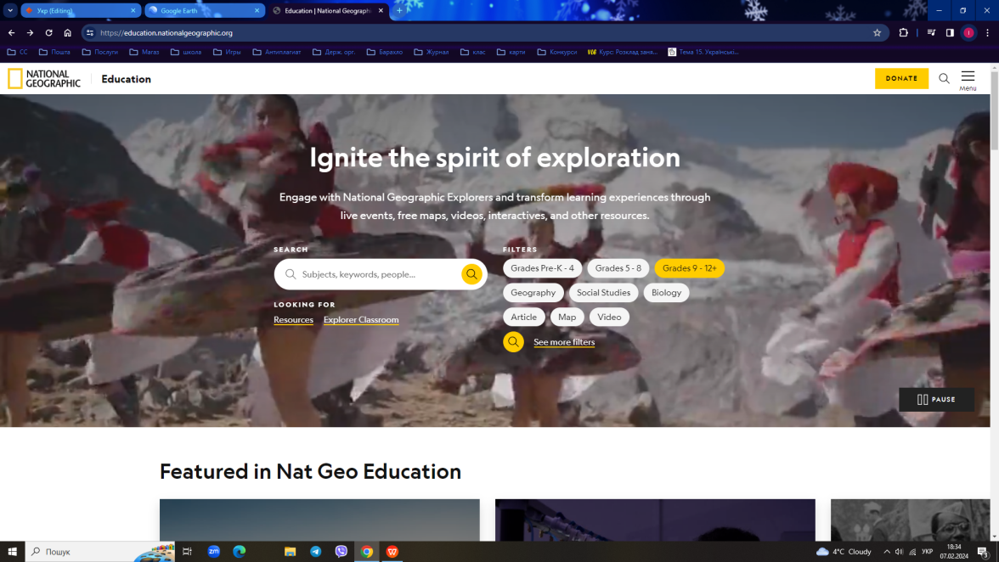 Укр (Editing)
Google Earth
Education | National Geographi
https://education.nationalgeographic.org
СС
Пошта
Послуги
Магаз
школа
Игры
Антиплагиат
Держ. орг.
Барахло
Журнал
клас
карти
Конкурси
Курс: Розклад заня...
Тема 15. Українські...
NATIONAL
GEOGRAPHIC
Education
DONATE
Menu
Ignite the spirit of exploration
Engage with National Geographic Explorers and transform learning experiences through
live events, free maps, videos, interactives, and other resources.
SEARCH
Subjects, keywords, people...
LOOKING FOR
Resources Explorer Classroom
FILTERS
Grades Pre-K - 4 Grades 5 - 8 Grades 9 - 12+
Geography Social Studies Biology
Article Map Video
See more filters
PAUSE
Featured in Nat Geo Education
Пошук
zm
4°C Cloudy
УКР
18:34
07.02.2024
3